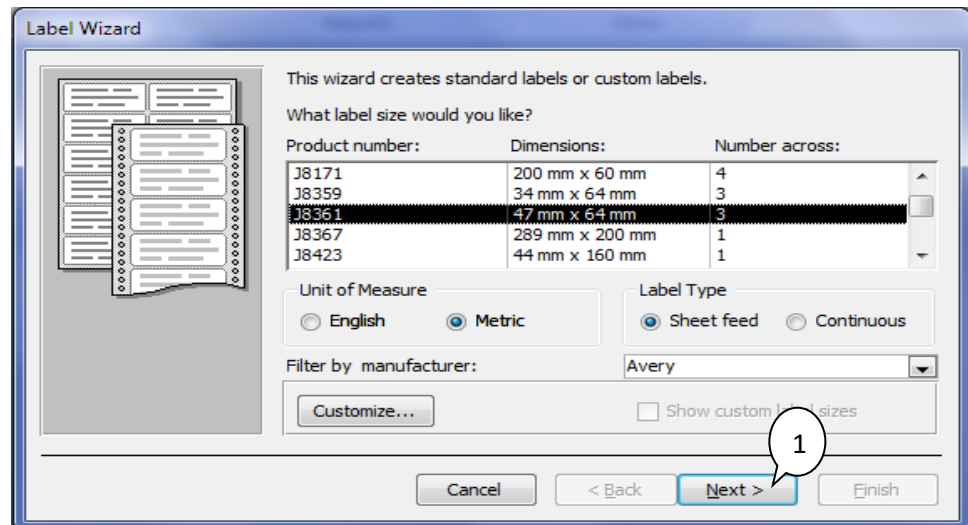 Label Wizard
This wizard creates standard labels or custom labels.
What label size would you like?
Product number: Dimensions: Number across:
J8171 200 mm x 60 mm 4
J8359 34 mm x 64 mm 3
J8361 47 mm x 64 mm 3
J8367 289 mm x 200 mm 1
J8423 44 mm x 160 mm 1
Unit of Measure Label Type
English Metric Sheet feed Continuous
Filter by manufacturer: Avery
Customize... Show custom label sizes
1
Cancel < Back Next > Finish